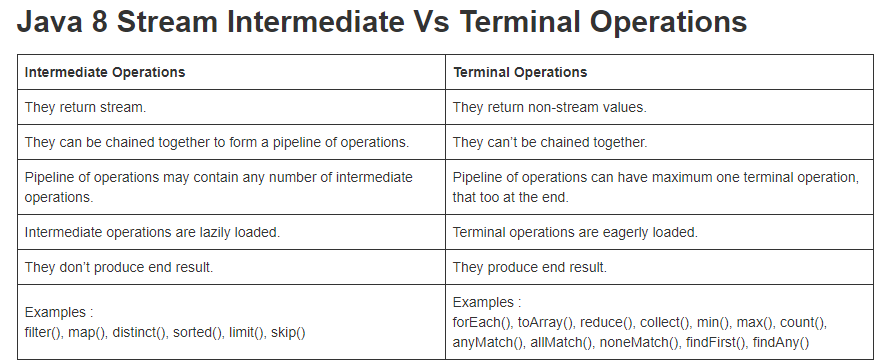 Java 8 Stream Intermediate Vs Terminal Operations
Intermediate Operations
Terminal Operations
They return stream.
They return non-stream values.
They can be chained together to form a pipeline of operations.
They can’t be chained together.
Pipeline of operations may contain any number of intermediate
operations.
Pipeline of operations can have maximum one terminal operation,
that too at the end.
Intermediate operations are lazily loaded.
Terminal operations are eagerly loaded.
They don’t produce end result.
They produce end result.
Examples :
filter(), map(), distinct(), sorted(), limit(), skip()
Examples :
forEach(), toArray(), reduce(), collect(), min(), max(), count(),
anyMatch(), allMatch(), noneMatch(), findFirst(), findAny()